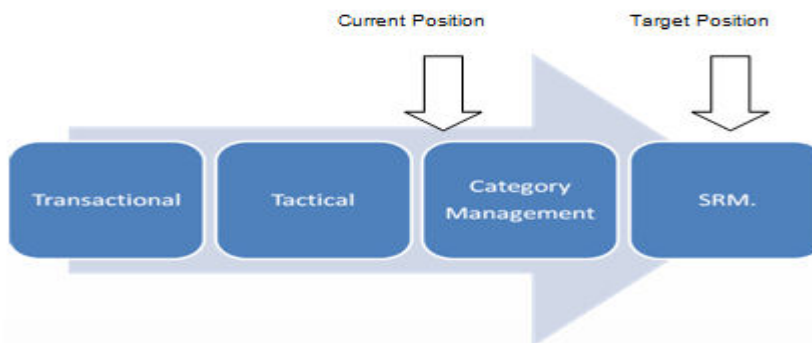 Current Position
Target Position
Transactional
Tactical
Category
Management
SRM.